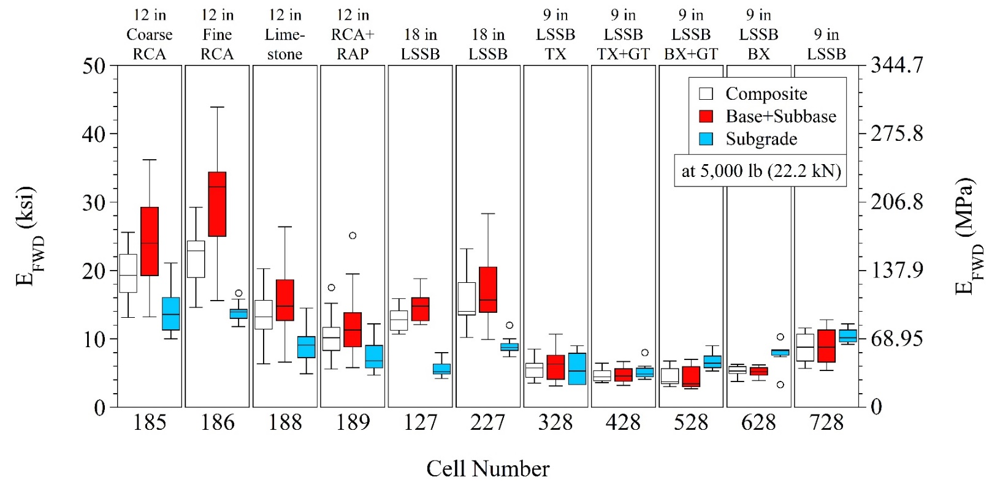 12 in
Coarse
RCA
12 in
Fine
RCA
12 in
Lime-
stone
12 in
RCA+
RAP
18 in
LSSB
18 in
LSSB
9 in
LSSB
TX
9 in
LSSB
TX+GT
9 in
LSSB
BX+GT
9 in
LSSB
BX
9 in
LSSB
50
40
30
20
10
0
E_FWD (ksi)
344.7
275.8
206.8
137.9
68.95
0
E_FWD (MPa)
Composite
Base+Subbase
Subgrade
at 5,000 lb (22.2 kN)
185 186 188 189 127 227 328 428 528 628 728
Cell Number